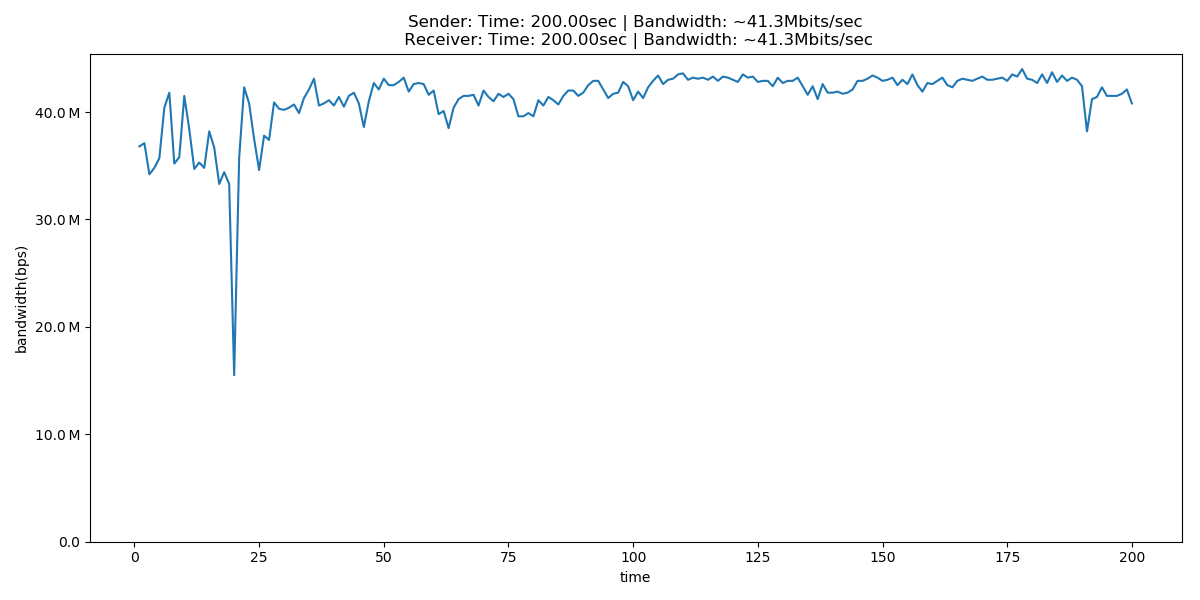 Sender: Time: 200.00sec | Bandwidth: ~41.3Mbits/sec
Receiver: Time: 200.00sec | Bandwidth: ~41.3Mbits/sec
40.0 M
30.0 M
20.0 M
10.0 M
0.0
bandwidth(bps)
0 25 50 75 100 125 150 175 200
time